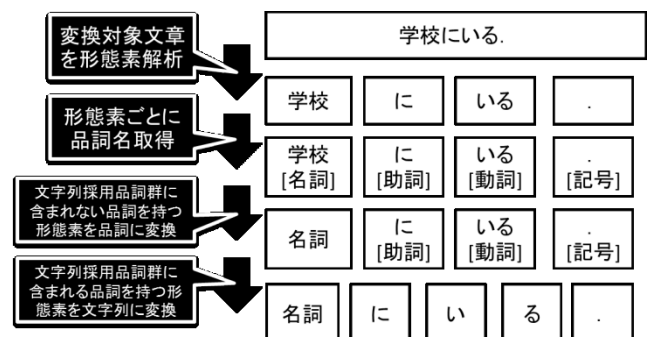 変換対象文章
を形態素解析
学校にいる.
学校 に いる .
形態素ごとに
品詞名取得
学校 に いる .
[名詞] [助詞] [動詞] [記号]
文字列採用品詞群に
含まれない品詞を持つ
形態素を品詞に変換
名詞 に いる .
[助詞] [動詞] [記号]
文字列採用品詞群に
含まれる品詞を持つ形
態素を文字列に変換
名詞 に い る .